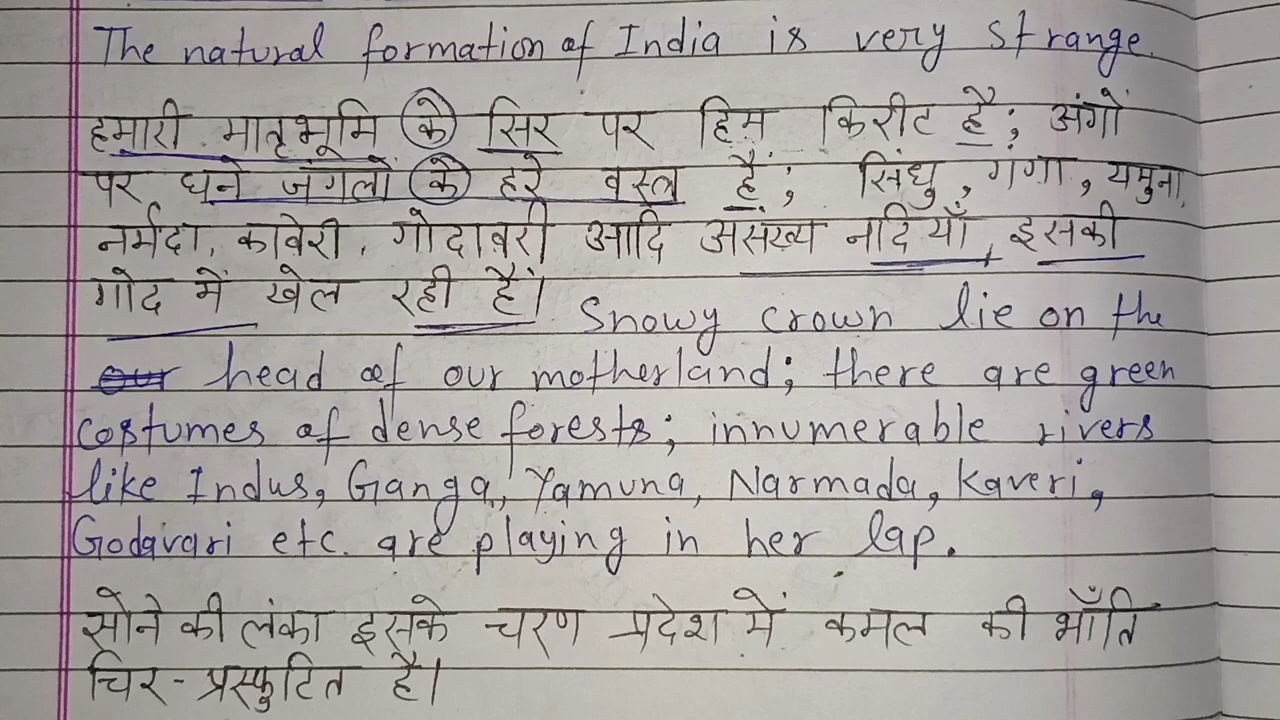 The natural formation of India is very strange.
हमारी मातृभूमि के सिर पर हिम किरीट है; अंगों
पर घने जंगलों के हरे वस्त्र हैं; सिंधु, गंगा, यमुना,
नर्मदा, कावेरी, गोदावरी आदि असंख्य नदियाँ, इसकी
गोद में खेल रही हैं।
Snowy crown lie on the
our head of our motherland; there are green
costumes of dense forests; innumerable rivers
like Indus, Ganga, Yamuna, Narmada, Kaveri,
Godavari etc. are playing in her lap.
सोने की लंका इसके चरण प्रदेश में कमल की भाँति
चिर-प्रस्फुटित है।